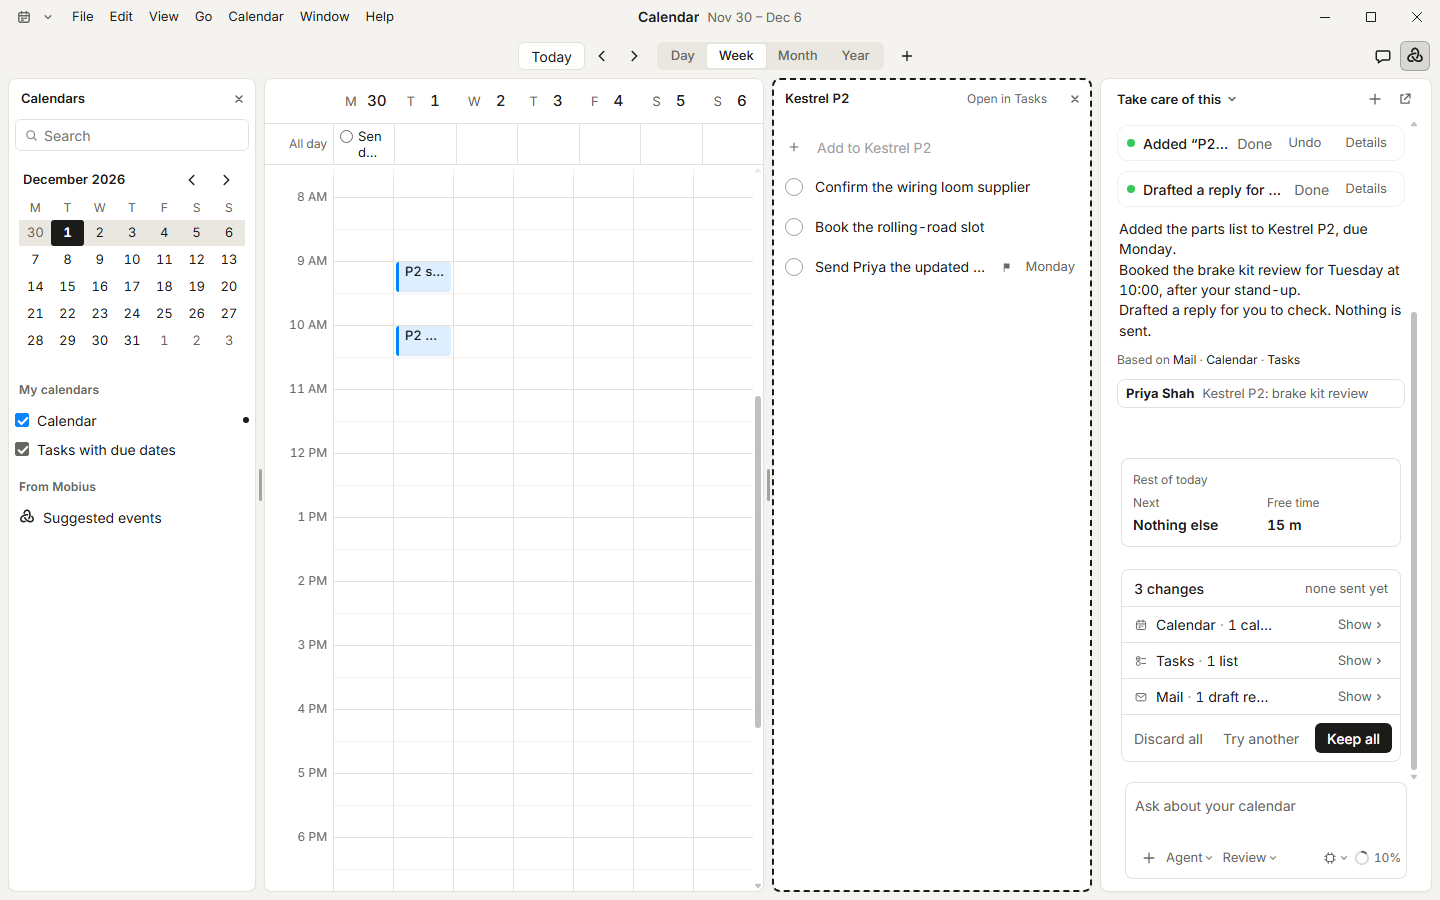 File Edit View Go Calendar Window Help
Calendar Nov 30 – Dec 6
Today
Day Week Month Year
Calendars
Search
December 2026
M T W T F S S
30 1 2 3 4 5 6
7 8 9 10 11 12 13
14 15 16 17 18 19 20
21 22 23 24 25 26 27
28 29 30 31 1 2 3
My calendars
Calendar
Tasks with due dates
From Mobius
Suggested events
M 30 T 1 W 2 T 3 F 4 S 5 S 6
All day
Sen
d...
8 AM
9 AM
P2 s...
10 AM
P2 ...
11 AM
12 PM
1 PM
2 PM
3 PM
4 PM
5 PM
6 PM
Kestrel P2
Open in Tasks
Add to Kestrel P2
Confirm the wiring loom supplier
Book the rolling-road slot
Send Priya the updated ... Monday
Take care of this
Added “P2... Done Undo Details
Drafted a reply for ... Done Details
Added the parts list to Kestrel P2, due
Monday.
Booked the brake kit review for Tuesday at
10:00, after your stand-up.
Drafted a reply for you to check. Nothing is
sent.
Based on Mail · Calendar · Tasks
Priya Shah Kestrel P2: brake kit review
Rest of today
Next Free time
Nothing else 15 m
3 changes none sent yet
Calendar · 1 cal... Show
Tasks · 1 list Show
Mail · 1 draft re... Show
Discard all Try another Keep all
Ask about your calendar
Agent Review 10%